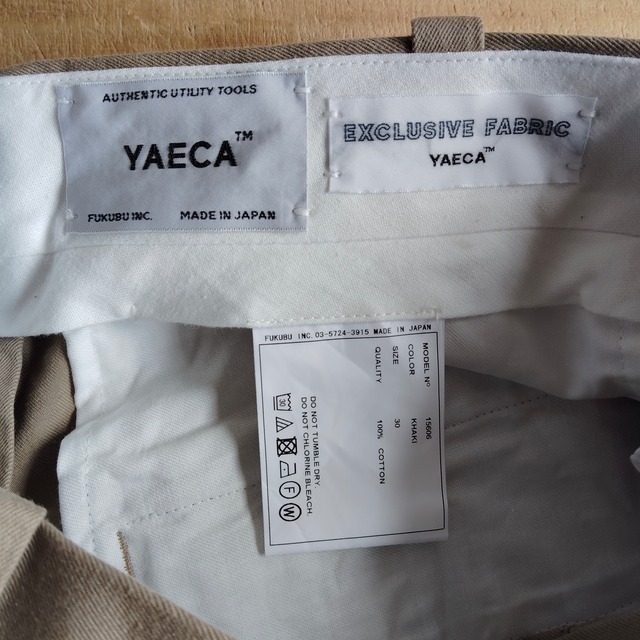 AUTHENTIC UTILITY TOOLS
YAECA™
FUKUBU INC. MADE IN JAPAN
EXCLUSIVE FABRIC
YAECA™
FUKUBU INC. 03-5724-3915 MADE IN JAPAN
MODEL Nº 15606
COLOR KHAKI
SIZE 30
QUALITY 100% COTTON
DO NOT TUMBLE DRY.
DO NOT CHLORINE BLEACH.
30
F
W